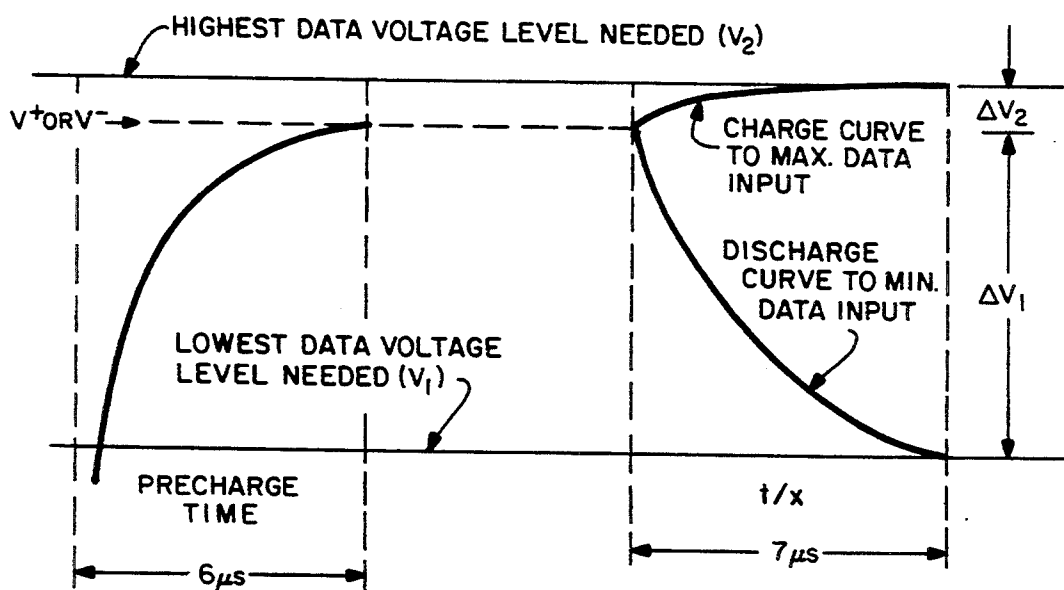 HIGHEST DATA VOLTAGE LEVEL NEEDED (V₂)
V⁺ OR V⁻
ΔV₂
CHARGE CURVE
TO MAX. DATA
INPUT
DISCHARGE
CURVE TO MIN.
DATA INPUT
ΔV₁
LOWEST DATA VOLTAGE
LEVEL NEEDED (V₁)
PRECHARGE
TIME
t/x
6μs
7μs